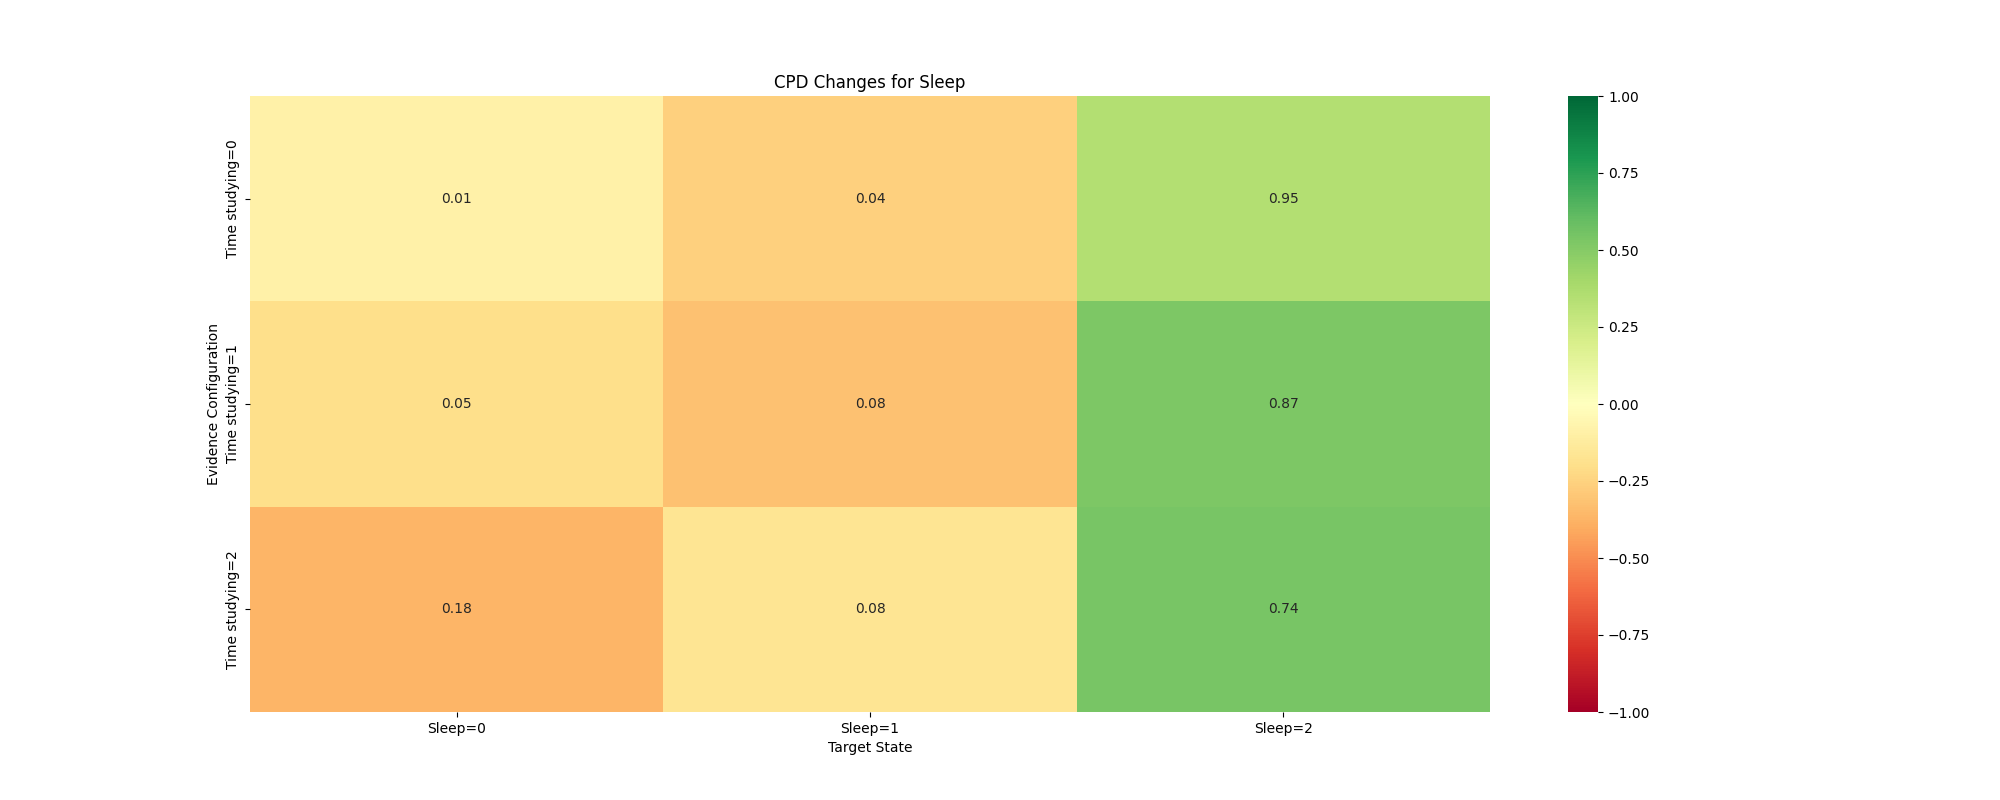 CPD Changes for Sleep
Evidence Configuration
Time studying=0
0.01 0.04 0.95
Time studying=1
0.05 0.08 0.87
Time studying=2
0.18 0.08 0.74
Sleep=0 Sleep=1 Sleep=2
Target State
1.00
0.75
0.50
0.25
0.00
−0.25
−0.50
−0.75
−1.00